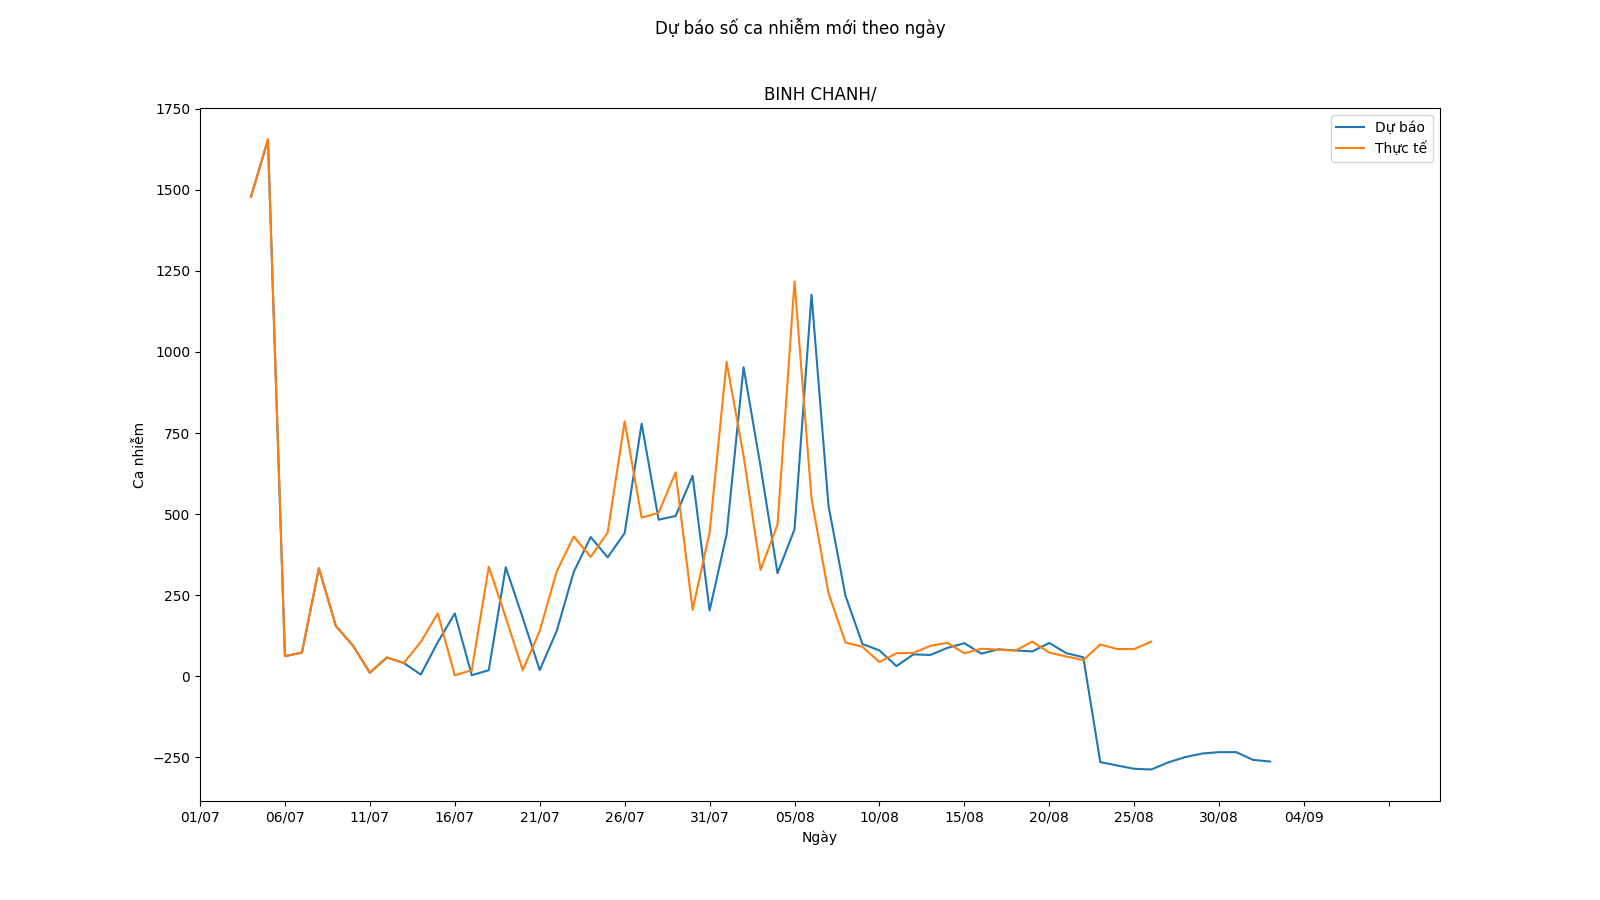 Dự báo số ca nhiễm mới theo ngày
BINH CHANH/
1750
1500
1250
1000
750
500
250
0
−250
Ca nhiễm
Dự báo
Thực tế
01/07 06/07 11/07 16/07 21/07 26/07 31/07 05/08 10/08 15/08 20/08 25/08 30/08 04/09
Ngày